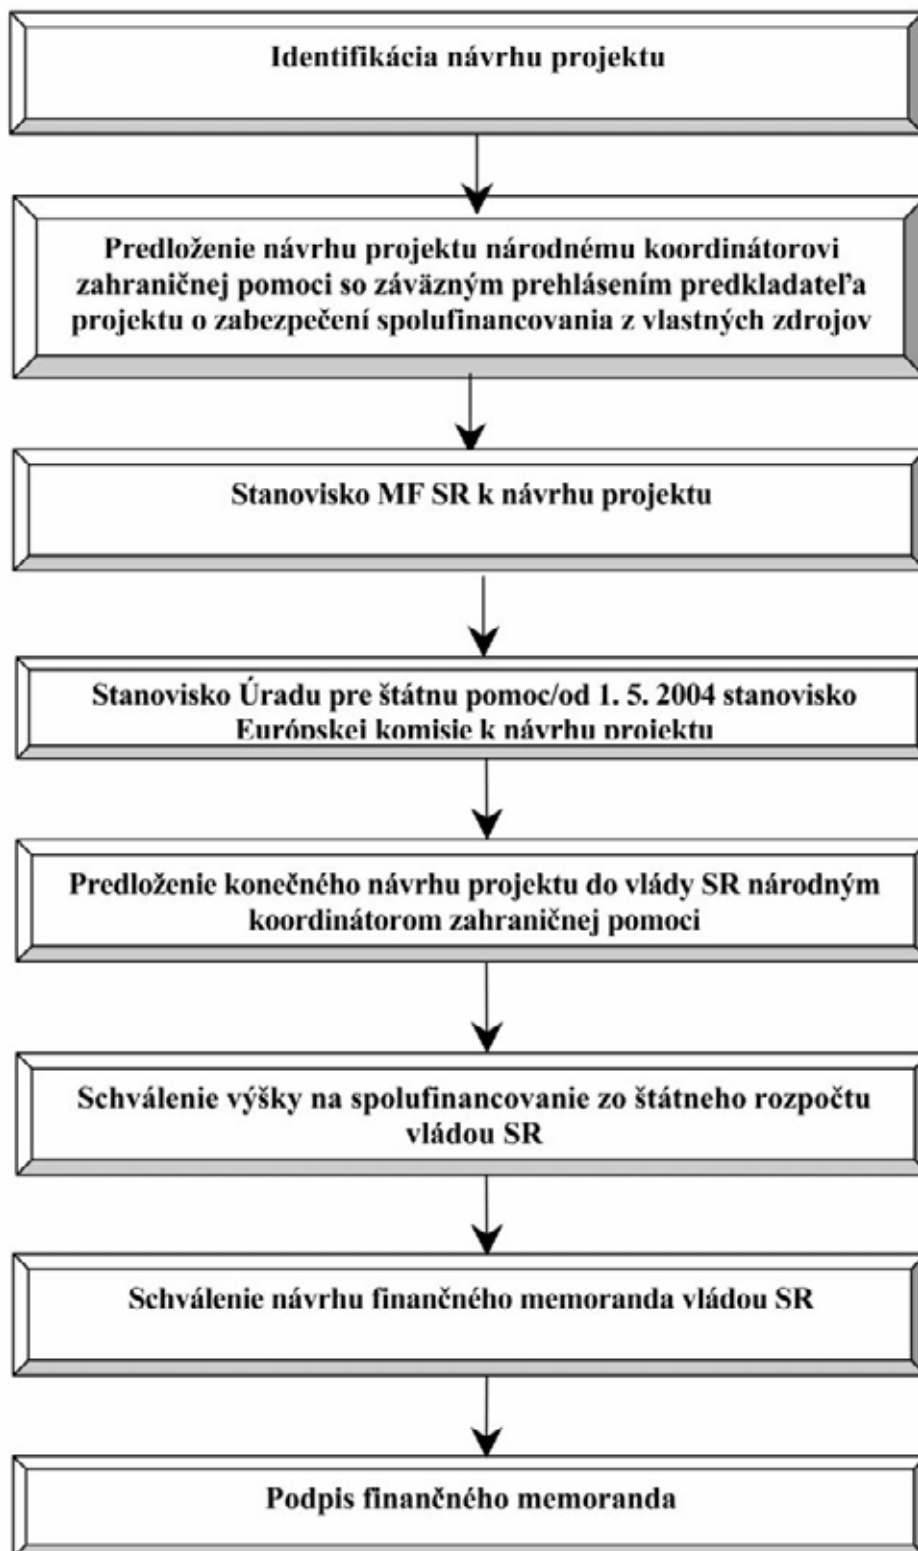 Identifikácia návrhu projektu
Predloženie návrhu projektu národnému koordinátorovi
zahraničnej pomoci so záväzným prehlásením predkladateľa
projektu o zabezpečení spolufinancovania z vlastných zdrojov
Stanovisko MF SR k návrhu projektu
Stanovisko Úradu pre štátnu pomoc/od 1. 5. 2004 stanovisko
Európskej komisie k návrhu projektu
Predloženie konečného návrhu projektu do vlády SR národným
koordinátorom zahraničnej pomoci
Schválenie výšky na spolufinancovanie zo štátneho rozpočtu
vládou SR
Schválenie návrhu finančného memoranda vládou SR
Podpis finančného memoranda